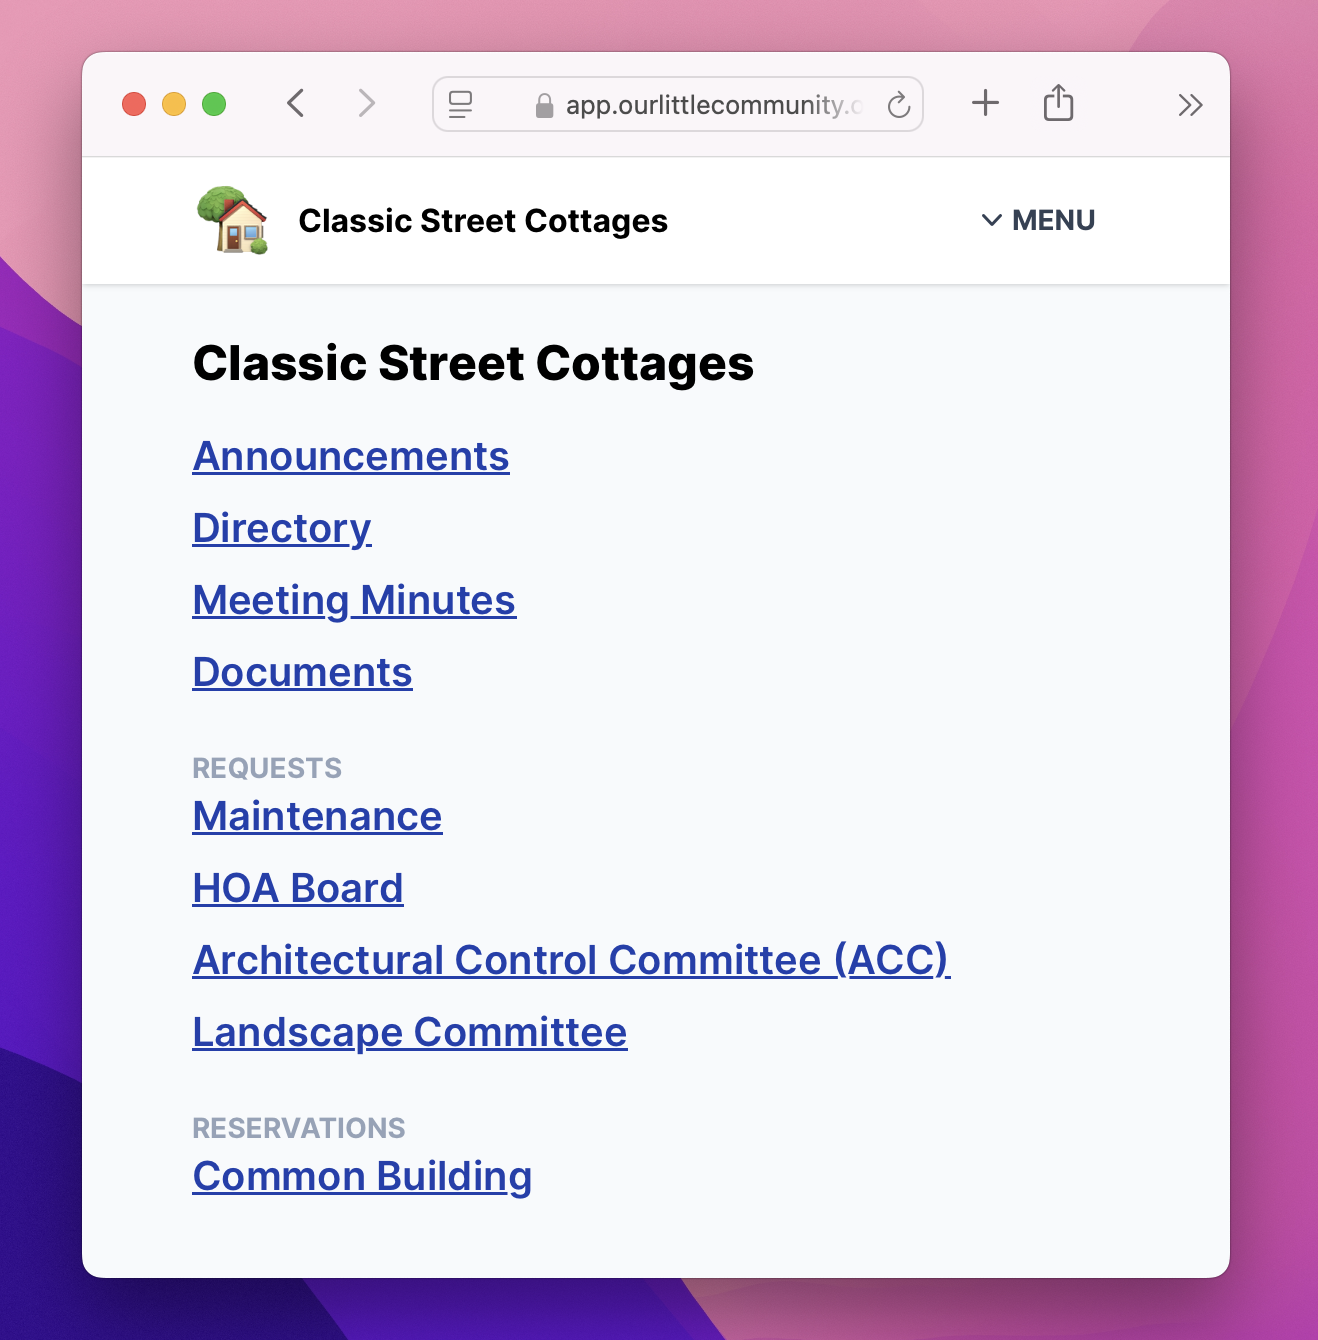 app.ourlittlecommunity.o
Classic Street Cottages
MENU
Classic Street Cottages
Announcements
Directory
Meeting Minutes
Documents
REQUESTS
Maintenance
HOA Board
Architectural Control Committee (ACC)
Landscape Committee
RESERVATIONS
Common Building